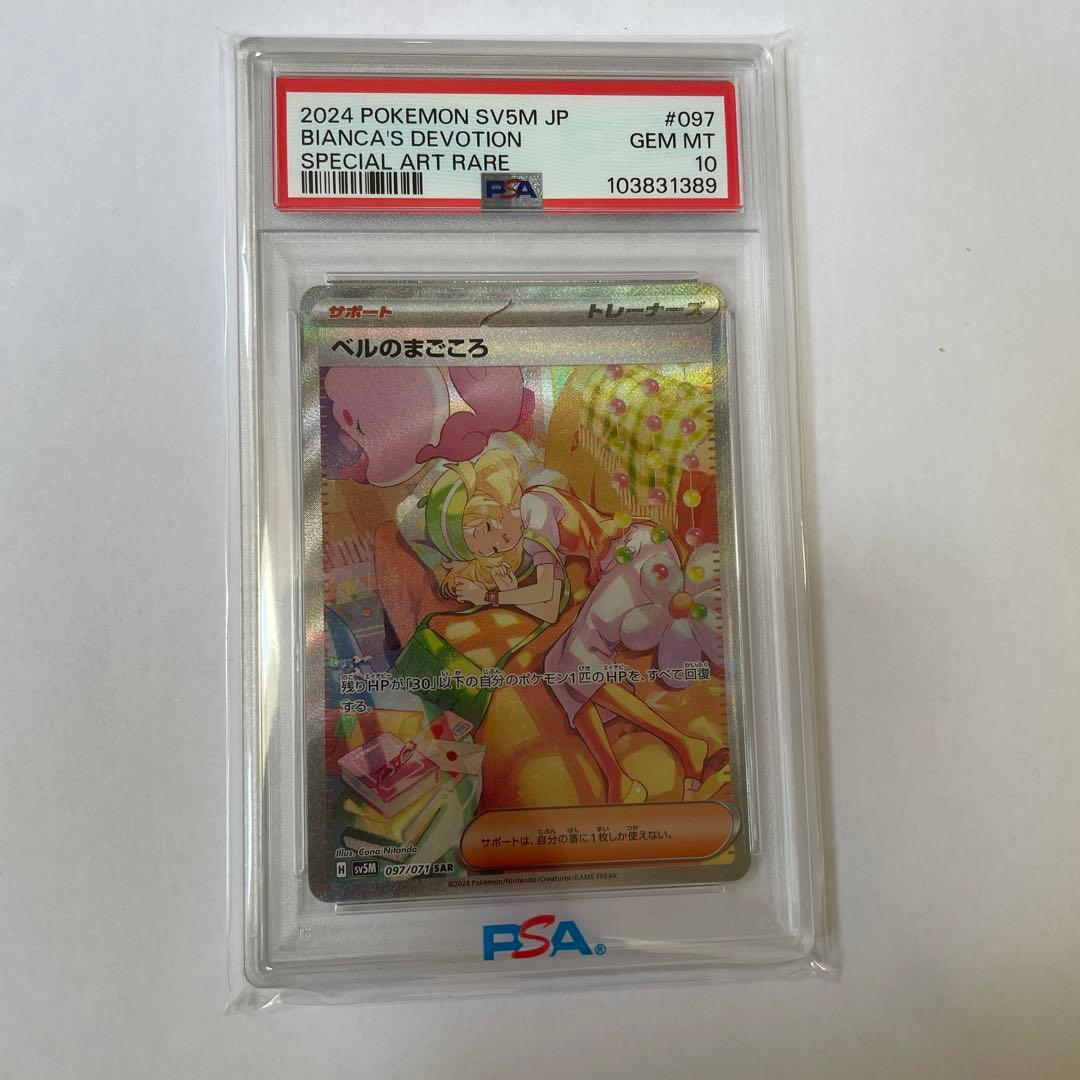 2024 POKEMON SV5M JP #097
BIANCA'S DEVOTION GEM MT
SPECIAL ART RARE 10
PSA 103831389
サポート トレーナーズ
ベルのまごころ
残りHPが「30」以下の自分のポケモン1匹のHPを、すべて回復
する。
サポートは、自分の番に1枚しか使えない。
Illus. Cona Nitanda
H SV5M 097/071 SAR
©2024 Pokémon/Nintendo/Creatures/GAME FREAK
PSA®